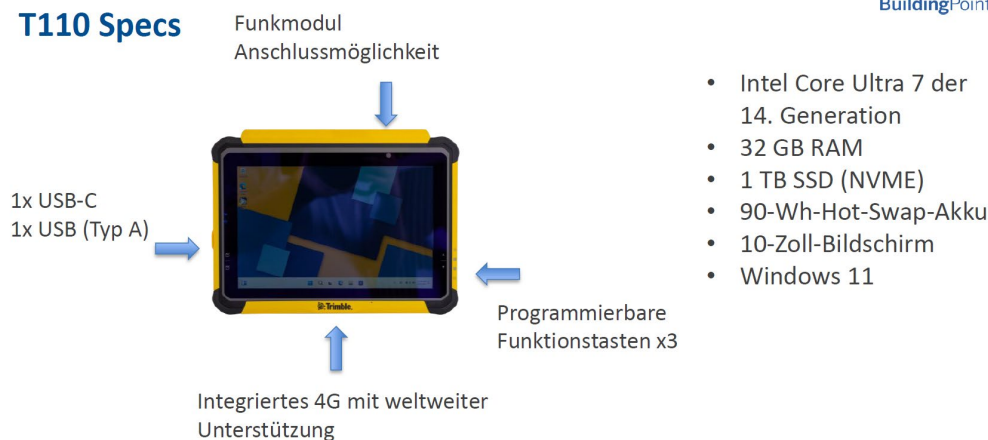 T110 Specs
BuildingPoint
Funkmodul
Anschlussmöglichkeit
1x USB-C
1x USB (Typ A)
Trimble.
Programmierbare
Funktionstasten x3
Integriertes 4G mit weltweiter
Unterstützung
• Intel Core Ultra 7 der
14. Generation
• 32 GB RAM
• 1 TB SSD (NVME)
• 90-Wh-Hot-Swap-Akku
• 10-Zoll-Bildschirm
• Windows 11